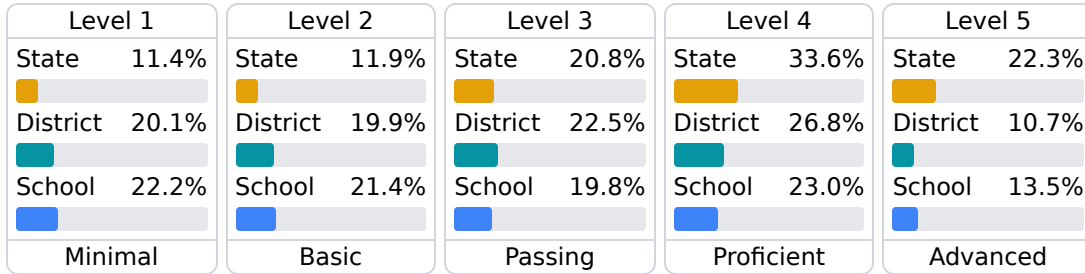 Level 1
State 11.4%
District 20.1%
School 22.2%
Minimal
Level 2
State 11.9%
District 19.9%
School 21.4%
Basic
Level 3
State 20.8%
District 22.5%
School 19.8%
Passing
Level 4
State 33.6%
District 26.8%
School 23.0%
Proficient
Level 5
State 22.3%
District 10.7%
School 13.5%
Advanced